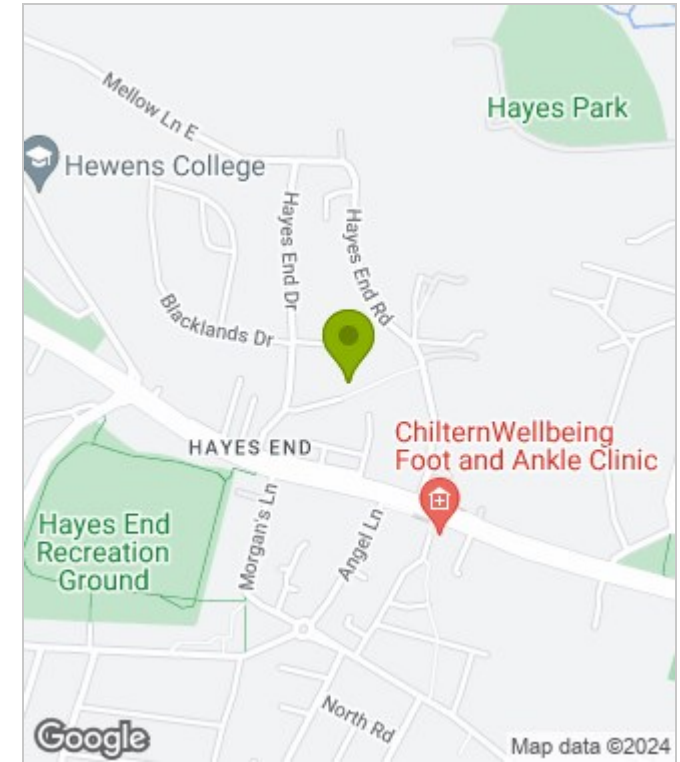 Mellow Ln E
Hayes Park
Hewens College
Hayes End Dr
Hayes End Rd
Blacklands Dr
HAYES END
ChilternWellbeing
Foot and Ankle Clinic
Hayes End
Recreation
Ground
Morgan's Ln
Angel Ln
North Rd
Google
Map data ©2024